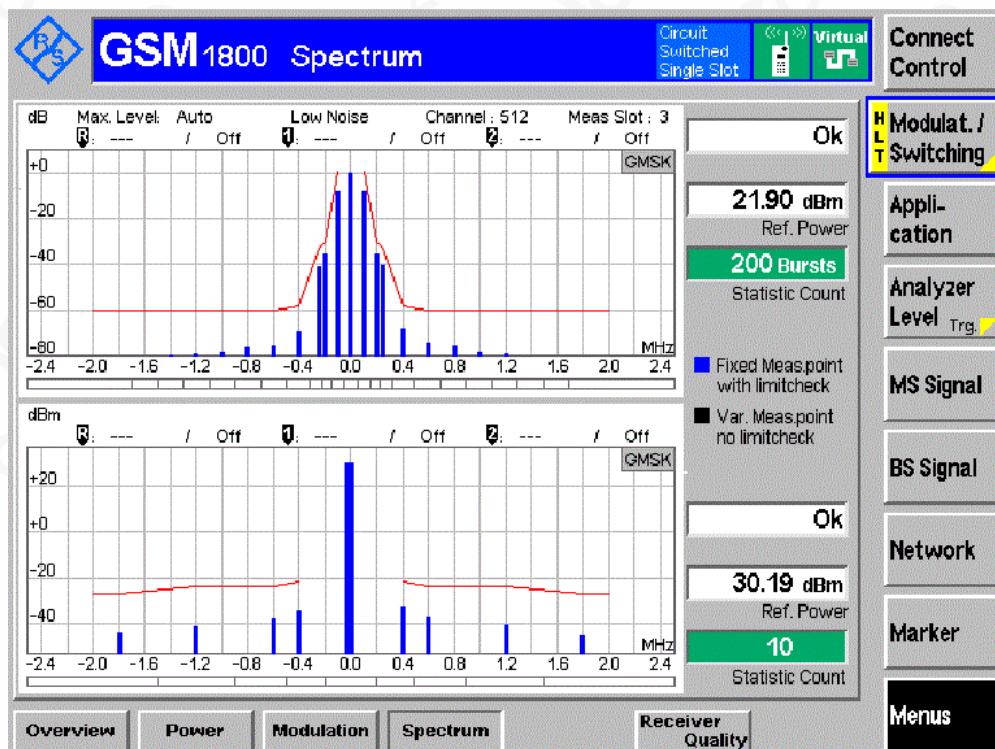 R/S
GSM 1800 Spectrum
Circuit
Switched
Single Slot
Virtual
Connect
Control
dB Max. Level: Auto Low Noise Channel : 512 Meas Slot : 3
R: --- / Off 1: --- / Off 2: --- / Off
GMSK
+0
-20
-40
-60
-80
MHz
-2.4 -2.0 -1.6 -1.2 -0.8 -0.4 0.0 0.4 0.8 1.2 1.6 2.0 2.4
Ok
21.90 dBm
Ref. Power
200 Bursts
Statistic Count
Fixed Meas.point
with limitcheck
Var. Meas.point
no limitcheck
dBm
R: --- / Off 1: --- / Off 2: --- / Off
GMSK
+20
+0
-20
-40
MHz
-2.4 -2.0 -1.6 -1.2 -0.8 -0.4 0.0 0.4 0.8 1.2 1.6 2.0 2.4
Ok
30.19 dBm
Ref. Power
10
Statistic Count
HLT
Modulat. /
Switching
Appli-
cation
Analyzer
Level Trg.
MS Signal
BS Signal
Network
Marker
Menus
Overview
Power
Modulation
Spectrum
Receiver
Quality